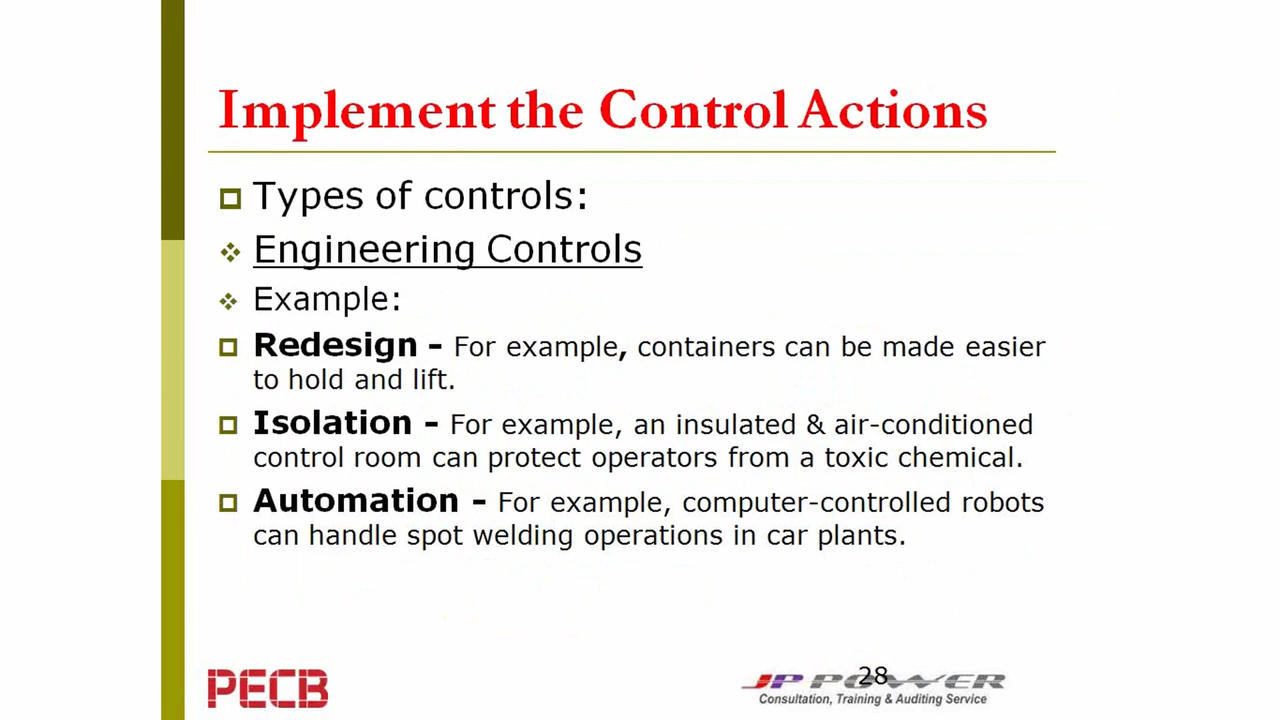 Implement the Control Actions
Types of controls:
Engineering Controls
Example:
Redesign - For example, containers can be made easier
to hold and lift.
Isolation - For example, an insulated & air-conditioned
control room can protect operators from a toxic chemical.
Automation - For example, computer-controlled robots
can handle spot welding operations in car plants.
PECB
JP POWER
28
Consultation, Training & Auditing Service